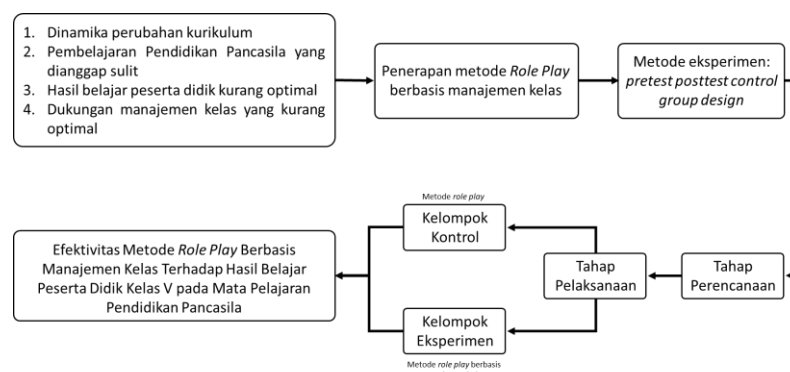 1. Dinamika perubahan kurikulum
2. Pembelajaran Pendidikan Pancasila yang
dianggap sulit
3. Hasil belajar peserta didik kurang optimal
4. Dukungan manajemen kelas yang kurang
optimal
Penerapan metode Role Play
berbasis manajemen kelas
Metode eksperimen:
pretest posttest control
group design
Tahap
Perencanaan
Tahap
Pelaksanaan
Metode role play
Kelompok
Kontrol
Kelompok
Eksperimen
Metode role play berbasis
Efektivitas Metode Role Play Berbasis
Manajemen Kelas Terhadap Hasil Belajar
Peserta Didik Kelas V pada Mata Pelajaran
Pendidikan Pancasila